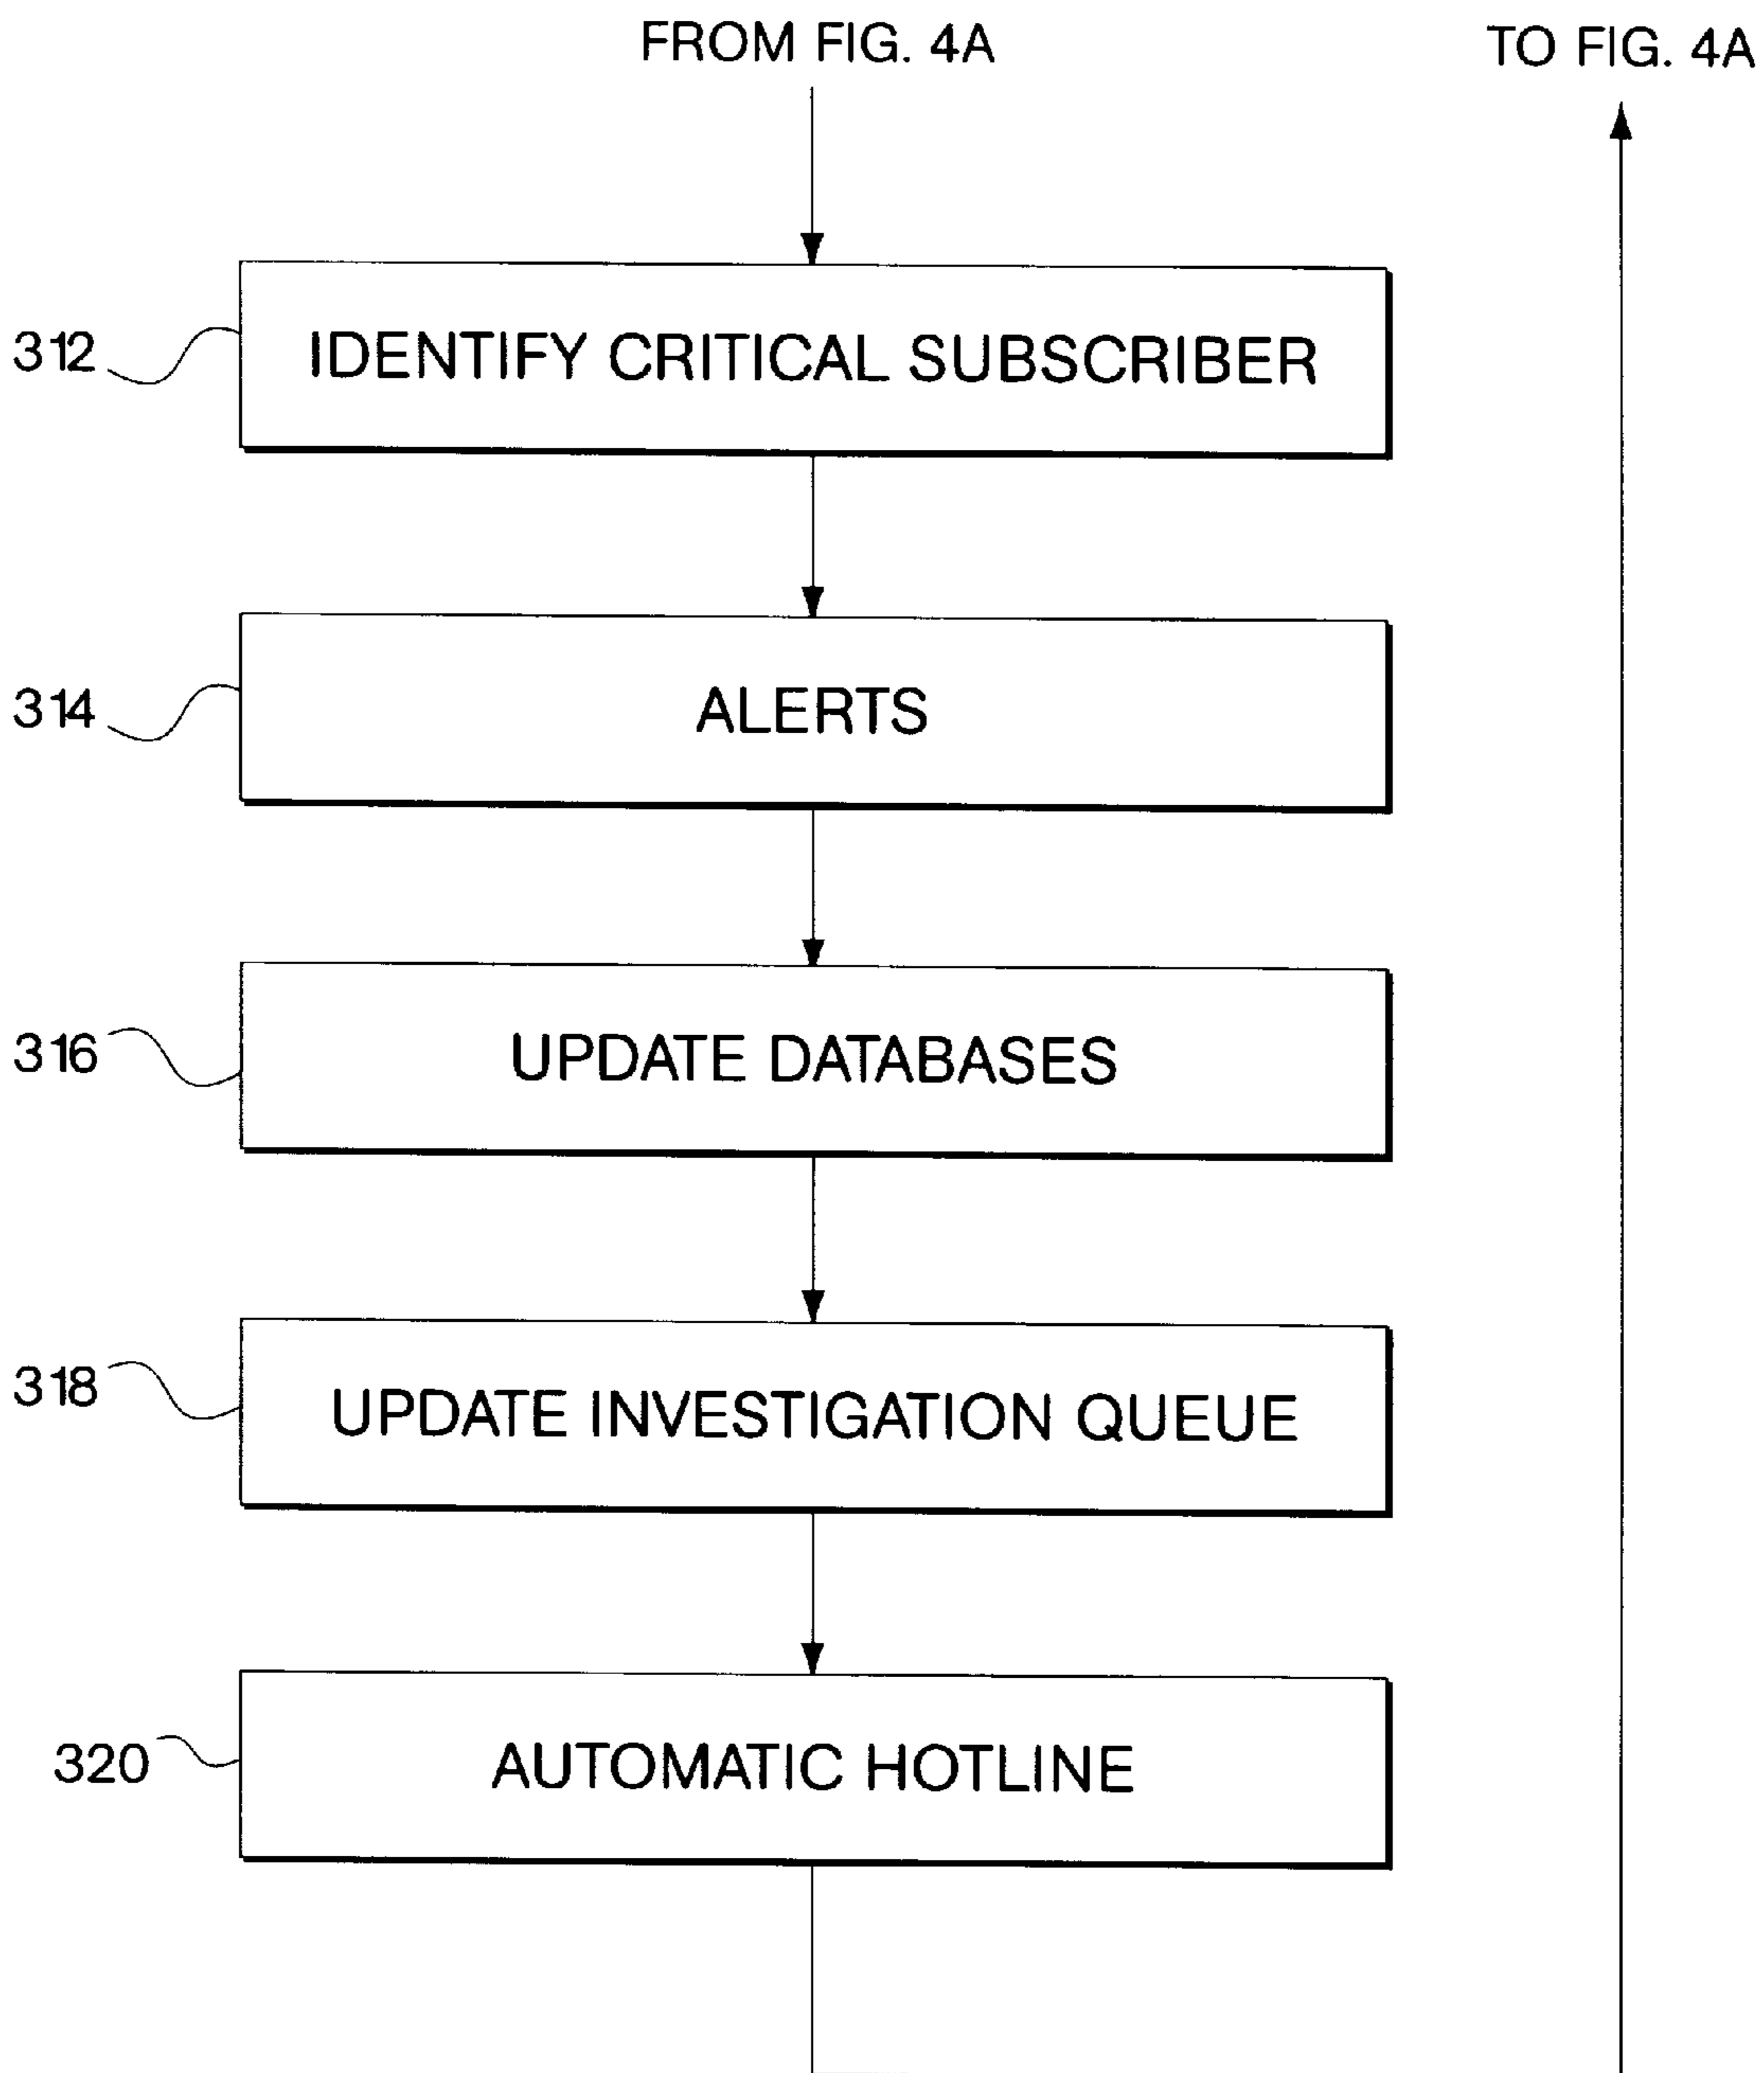 FROM FIG. 4A
TO FIG. 4A
312
IDENTIFY CRITICAL SUBSCRIBER
314
ALERTS
316
UPDATE DATABASES
318
UPDATE INVESTIGATION QUEUE
320
AUTOMATIC HOTLINE